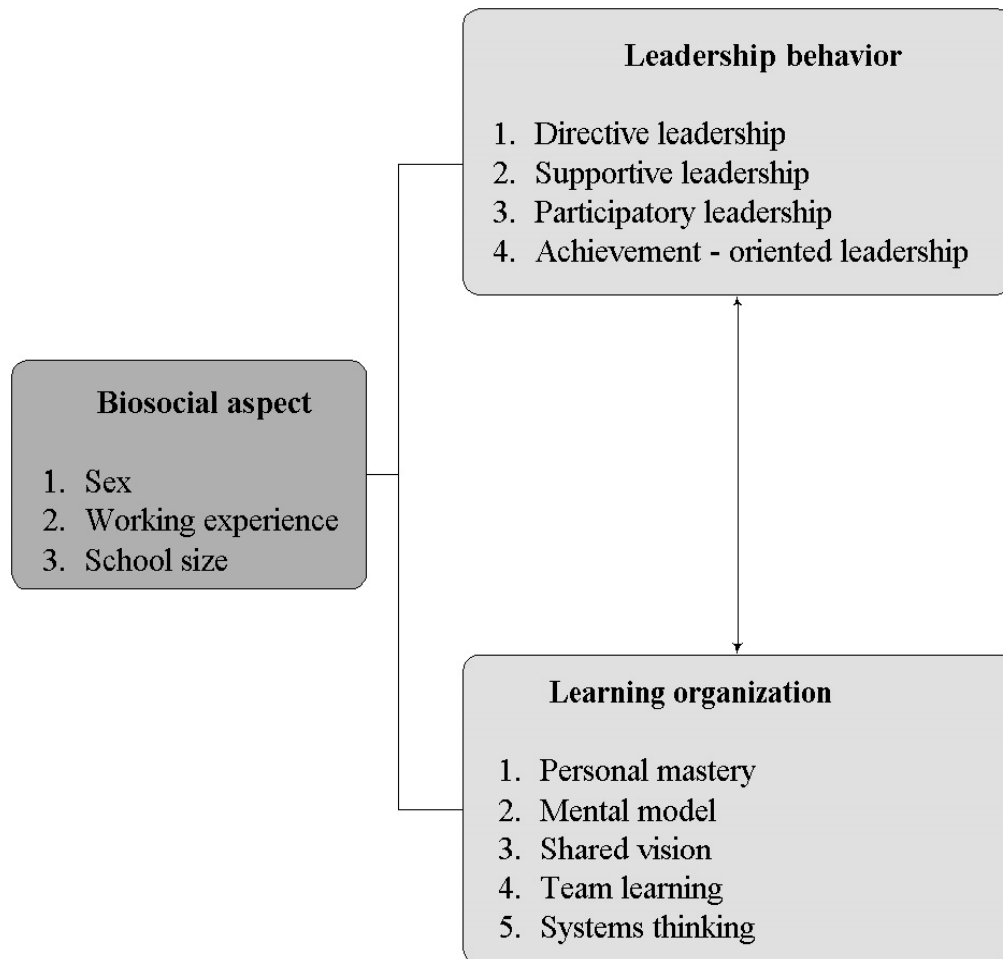 Leadership behavior
1. Directive leadership
2. Supportive leadership
3. Participatory leadership
4. Achievement - oriented leadership
Biosocial aspect
1. Sex
2. Working experience
3. School size
Learning organization
1. Personal mastery
2. Mental model
3. Shared vision
4. Team learning
5. Systems thinking